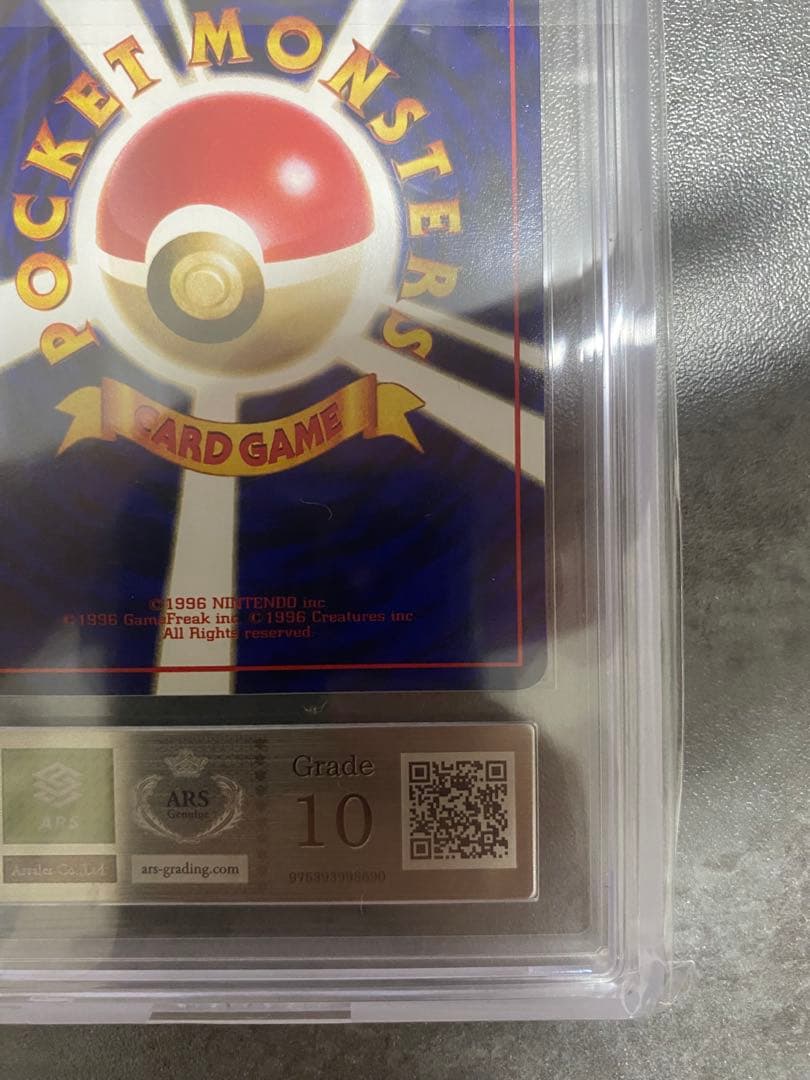 POCKET MONSTERS
CARD GAME
©1996 NINTENDO inc
©1996 GameFreak inc. ©1996 Creatures inc
All Rights reserved.
ARS
ARS
Genuine
ars-grading.com
Grade
10